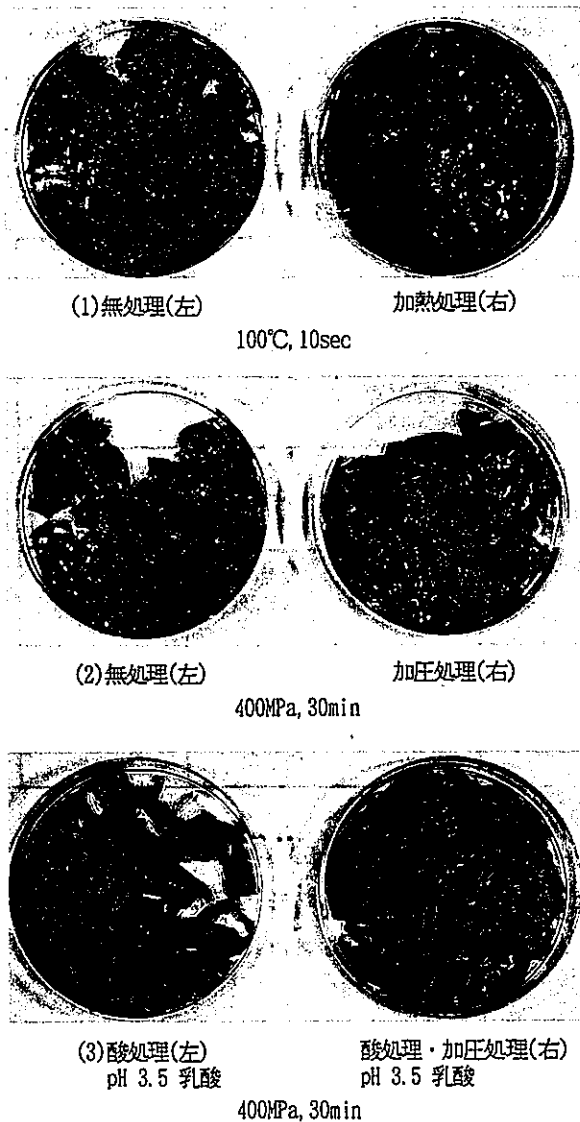 (1)無処理(左) 加熱処理(右)
100℃, 10sec
(2)無処理(左) 加圧処理(右)
400MPa, 30min
(3)酸処理(左) 酸処理・加圧処理(右)
pH 3.5 乳酸 pH 3.5 乳酸
400MPa, 30min